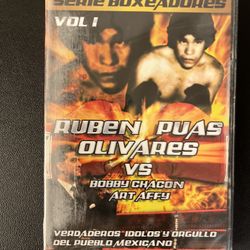 SERIE BOXEADORES
VOL 1
RUBEN PUAS
OLIVARES
VS
BOBBY CHACON
ART AFFY
VERDADEROS IDOLOS Y ORGULLO
DEL PUEBLO MEXICANO